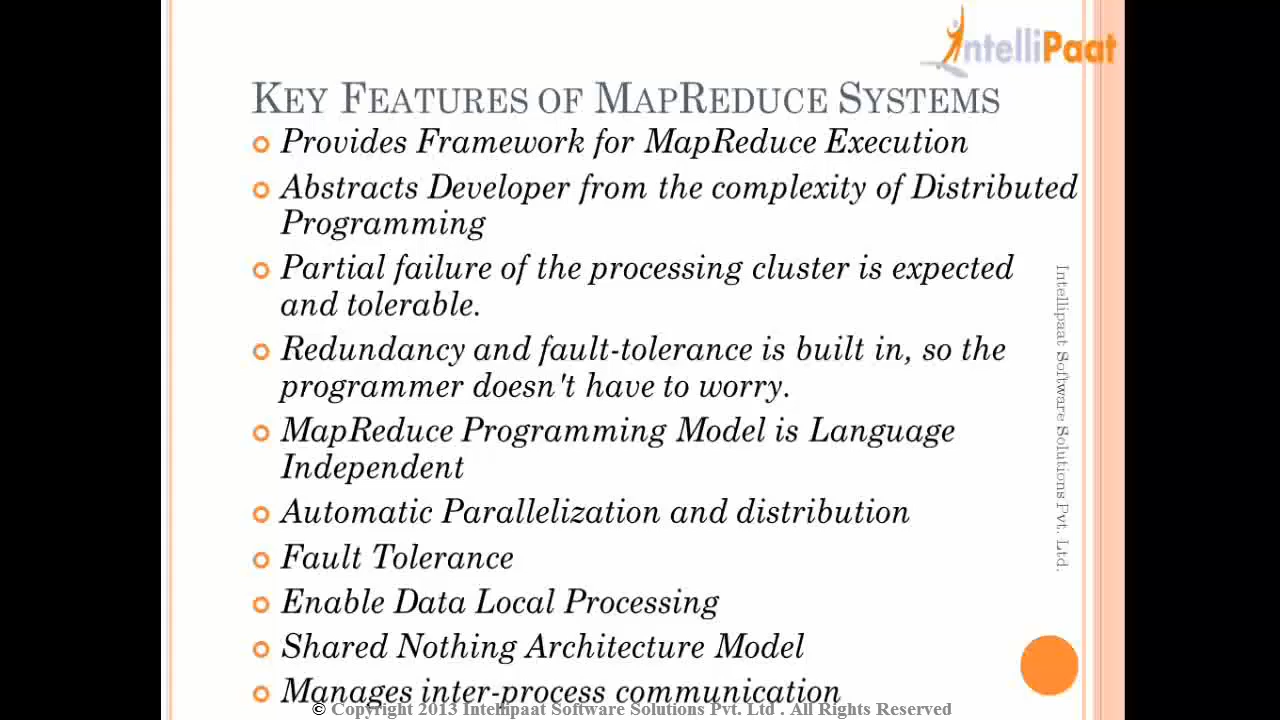 IntelliPaat
KEY FEATURES OF MAPREDUCE SYSTEMS
Provides Framework for MapReduce Execution
Abstracts Developer from the complexity of Distributed
Programming
Partial failure of the processing cluster is expected
and tolerable.
Redundancy and fault-tolerance is built in, so the
programmer doesn't have to worry.
MapReduce Programming Model is Language
Independent
Automatic Parallelization and distribution
Fault Tolerance
Enable Data Local Processing
Shared Nothing Architecture Model
Manages inter-process communication
Intellipaat Software Solutions Pvt. Ltd.
© Copyright 2013 Intellipaat Software Solutions Pvt. Ltd . All Rights Reserved